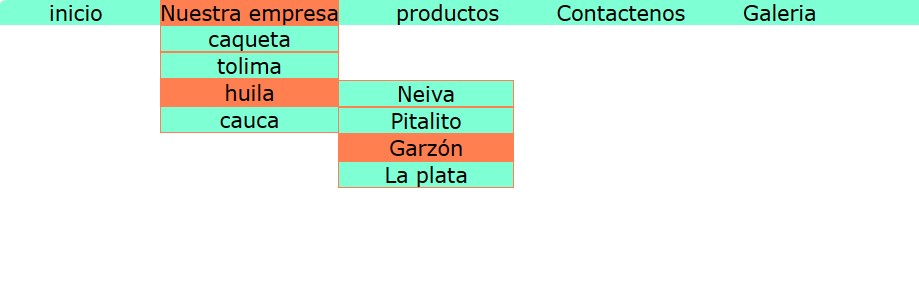 inicio Nuestra empresa productos Contactenos Galeria
caqueta
tolima
huila Neiva
cauca Pitalito
Garzón
La plata